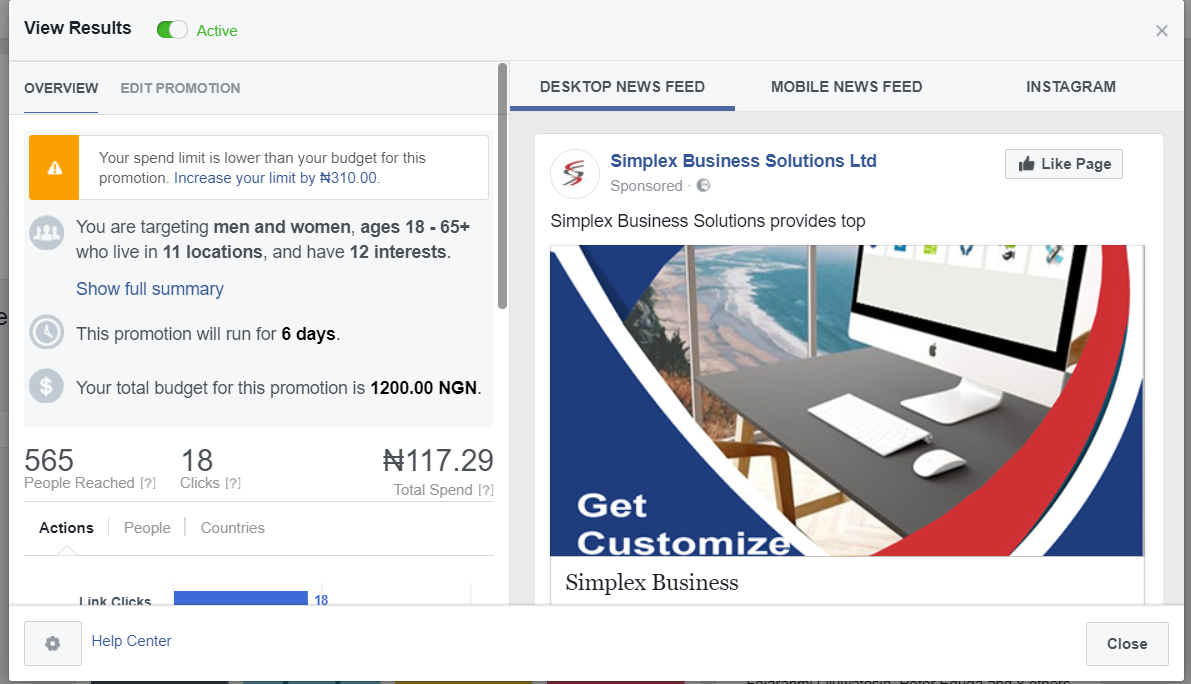 View Results
Active
×
OVERVIEW
EDIT PROMOTION
Your spend limit is lower than your budget for this
promotion. Increase your limit by ₦310.00.
You are targeting men and women, ages 18 - 65+
who live in 11 locations, and have 12 interests.
Show full summary
This promotion will run for 6 days.
Your total budget for this promotion is 1200.00 NGN.
565
People Reached [?]
18
Clicks [?]
₦117.29
Total Spend [?]
Actions
People
Countries
Link Clicks
18
DESKTOP NEWS FEED
MOBILE NEWS FEED
INSTAGRAM
Simplex Business Solutions Ltd
Sponsored ·
Like Page
Simplex Business Solutions provides top
Get
Customize
Simplex Business
Help Center
Close